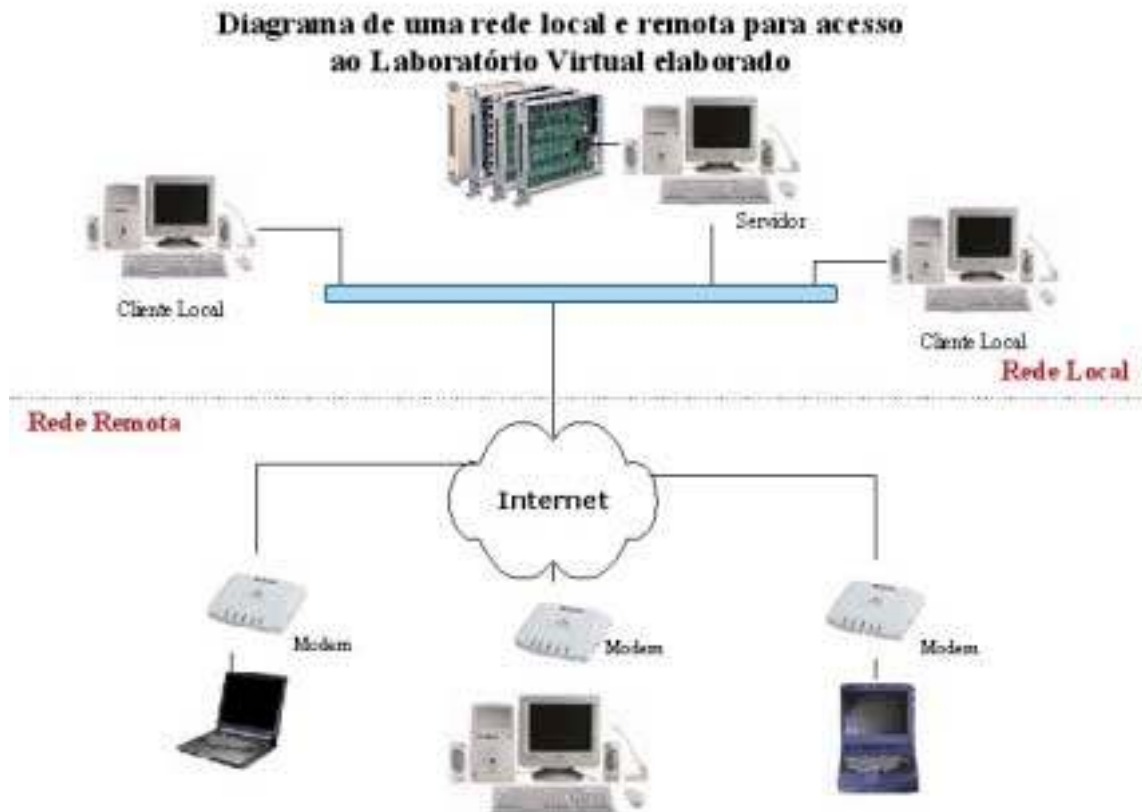 Diagrama de uma rede local e remota para acesso
ao Laboratório Virtual elaborado
Servidor
Cliente Local
Cliente Local
Rede Local
Rede Remota
Internet
Modem
Modem
Modem